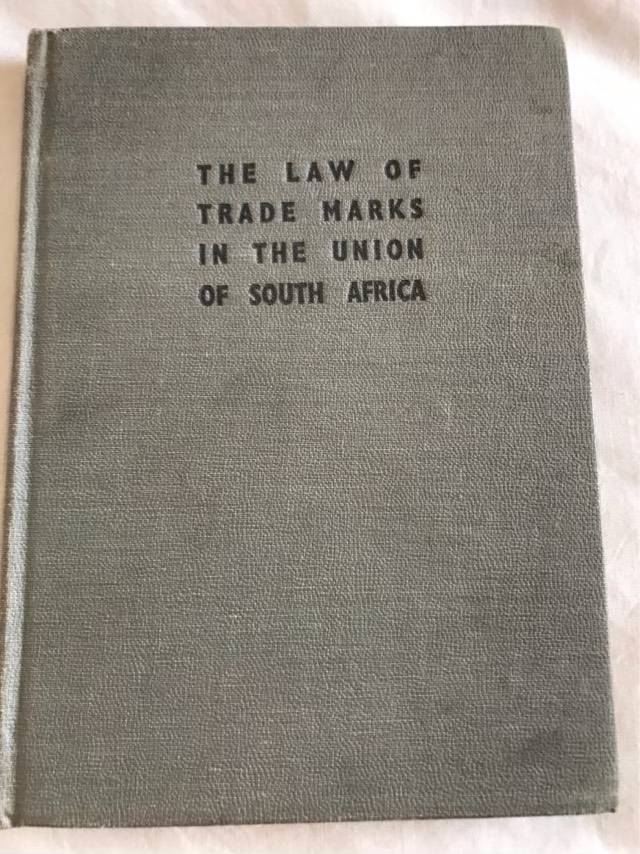 THE LAW OF
TRADE MARKS
IN THE UNION
OF SOUTH AFRICA